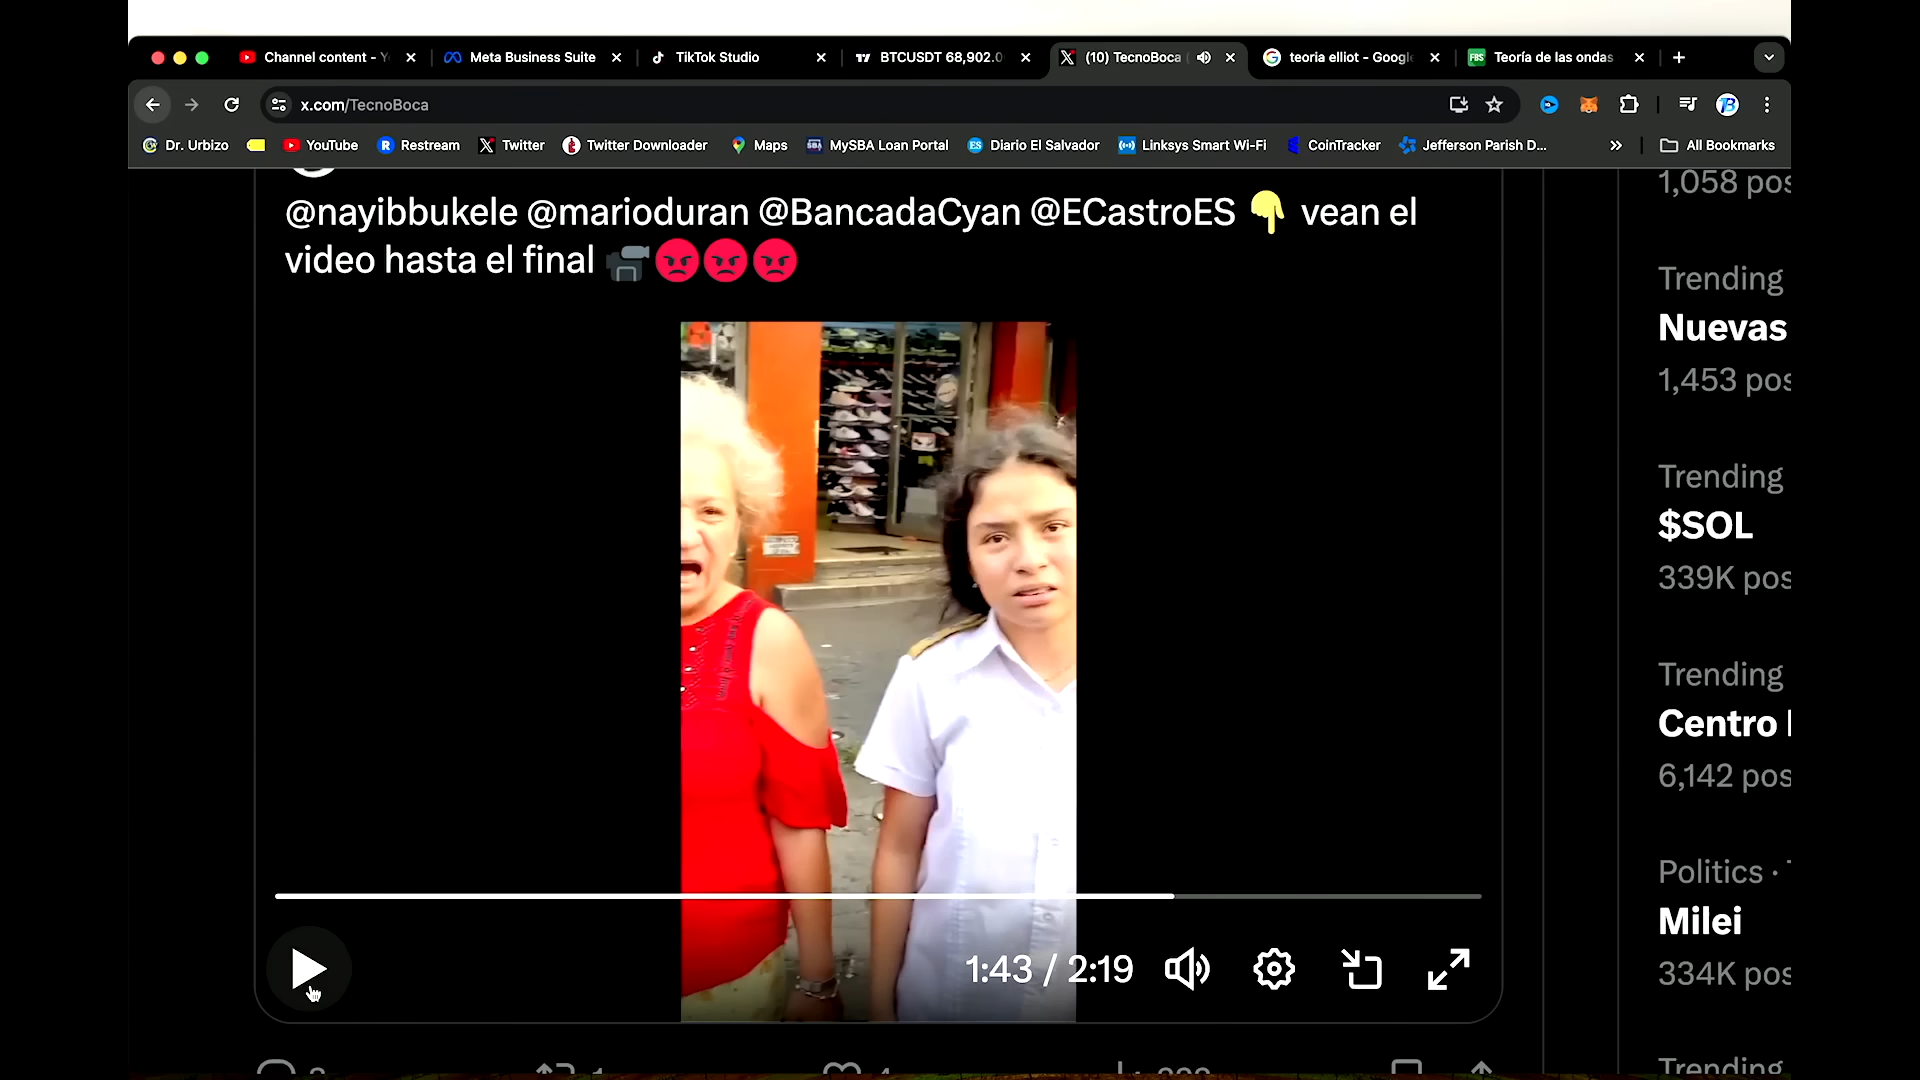 Channel content - Y
Meta Business Suite
TikTok Studio
BTCUSDT 68,902.0
(10) TecnoBoca
teoria elliot - Google
Teoría de las ondas
x.com/TecnoBoca
Dr. Urbizo
YouTube
Restream
Twitter
Twitter Downloader
Maps
MySBA Loan Portal
Diario El Salvador
Linksys Smart Wi-Fi
CoinTracker
Jefferson Parish D...
All Bookmarks
@nayibbukele @marioduran @BancadaCyan @ECastroES 👇 vean el
video hasta el final 📹😡😡😡
1:43 / 2:19
1,058 pos
Trending
Nuevas
1,453 pos
Trending
$SOL
339K pos
Trending
Centro
6,142 pos
Politics ·
Milei
334K pos
Trending